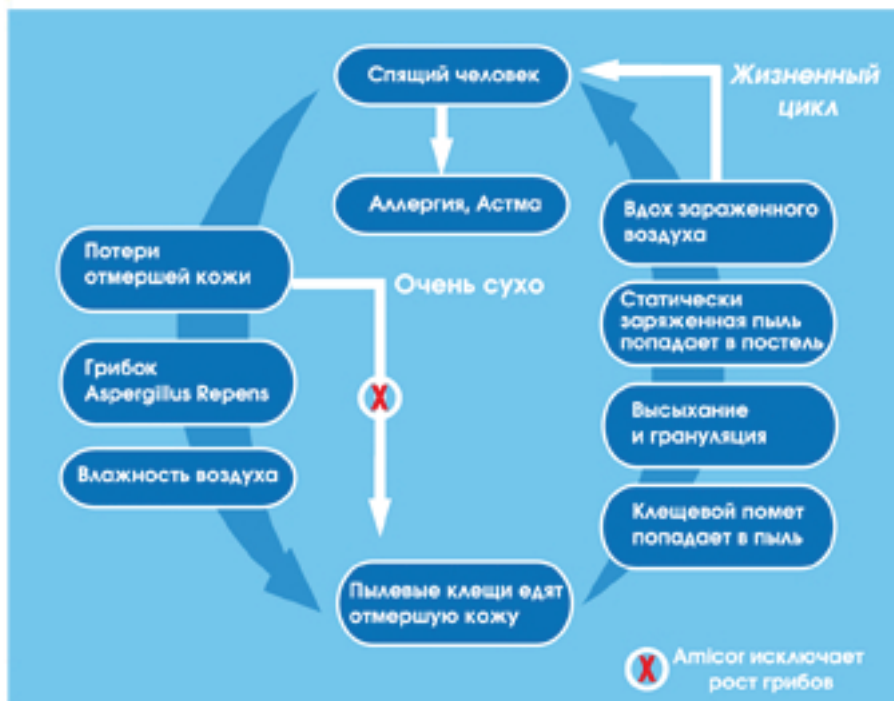 Спящий человек
Жизненный
цикл
Аллергия, Астма
Вдох зараженного
воздуха
Потери
отмершей кожи
Очень сухо
Статически
заряженная пыль
попадает в постель
Грибок
Aspergillus Repens
X
Высыхание
и грануляция
Влажность воздуха
Клещевой помет
попадает в пыль
Пылевые клещи едят
отмершую кожу
X
Amicor исключает
рост грибов